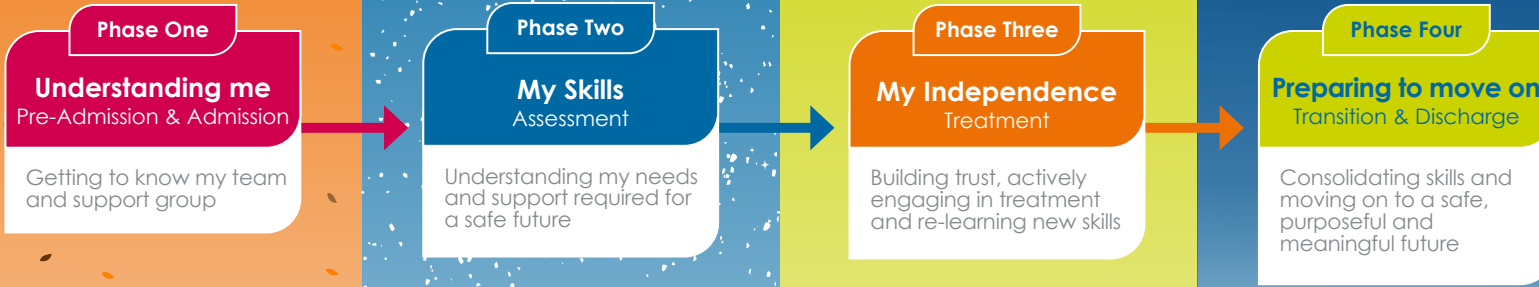 Phase One
Understanding me
Pre-Admission & Admission
Getting to know my team
and support group
Phase Two
My Skills
Assessment
Understanding my needs
and support required for
a safe future
Phase Three
My Independence
Treatment
Building trust, actively
engaging in treatment
and re-learning new skills
Phase Four
Preparing to move on
Transition & Discharge
Consolidating skills and
moving on to a safe,
purposeful and
meaningful future